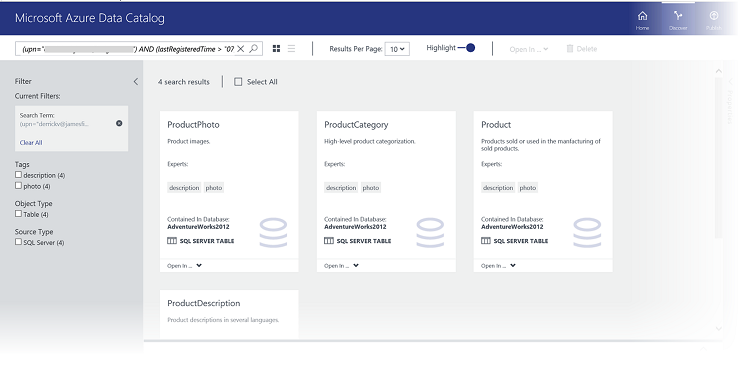 Microsoft Azure Data Catalog
Home
Discover
Publish
(upn="
") AND (lastRegisteredTime > "07
Results Per Page: 10
Highlight
Open In ...
Delete
Filter
Current Filters:
Search Term:
(upn="derrickv@jamesli...
Clear All
Tags
description (4)
photo (4)
Object Type
Table (4)
Source Type
SQL Server (4)
4 search results
Select All
ProductPhoto
Product images.
Experts:
description photo
Contained In Database:
AdventureWorks2012
SQL SERVER TABLE
Open In ...
ProductCategory
High-level product categorization.
Experts:
description photo
Contained In Database:
AdventureWorks2012
SQL SERVER TABLE
Open In ...
Product
Products sold or used in the manfacturing of
sold products.
Experts:
description photo
Contained In Database:
AdventureWorks2012
SQL SERVER TABLE
Open In ...
ProductDescription
Product descriptions in several languages.